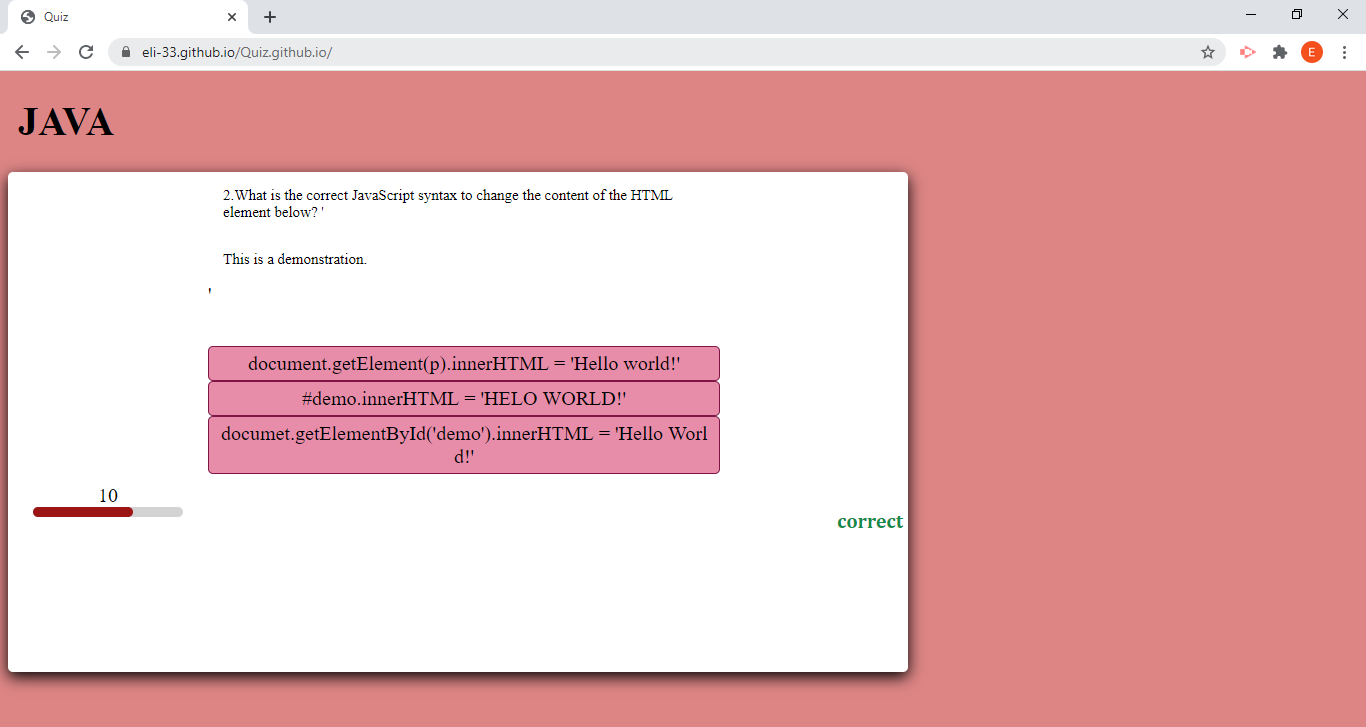 Quiz
eli-33.github.io/Quiz.github.io/
E
JAVA
2.What is the correct JavaScript syntax to change the content of the HTML
element below? '
This is a demonstration.
'
document.getElement(p).innerHTML = 'Hello world!'
#demo.innerHTML = 'HELO WORLD!'
documet.getElementById('demo').innerHTML = 'Hello Worl
d!'
10
correct